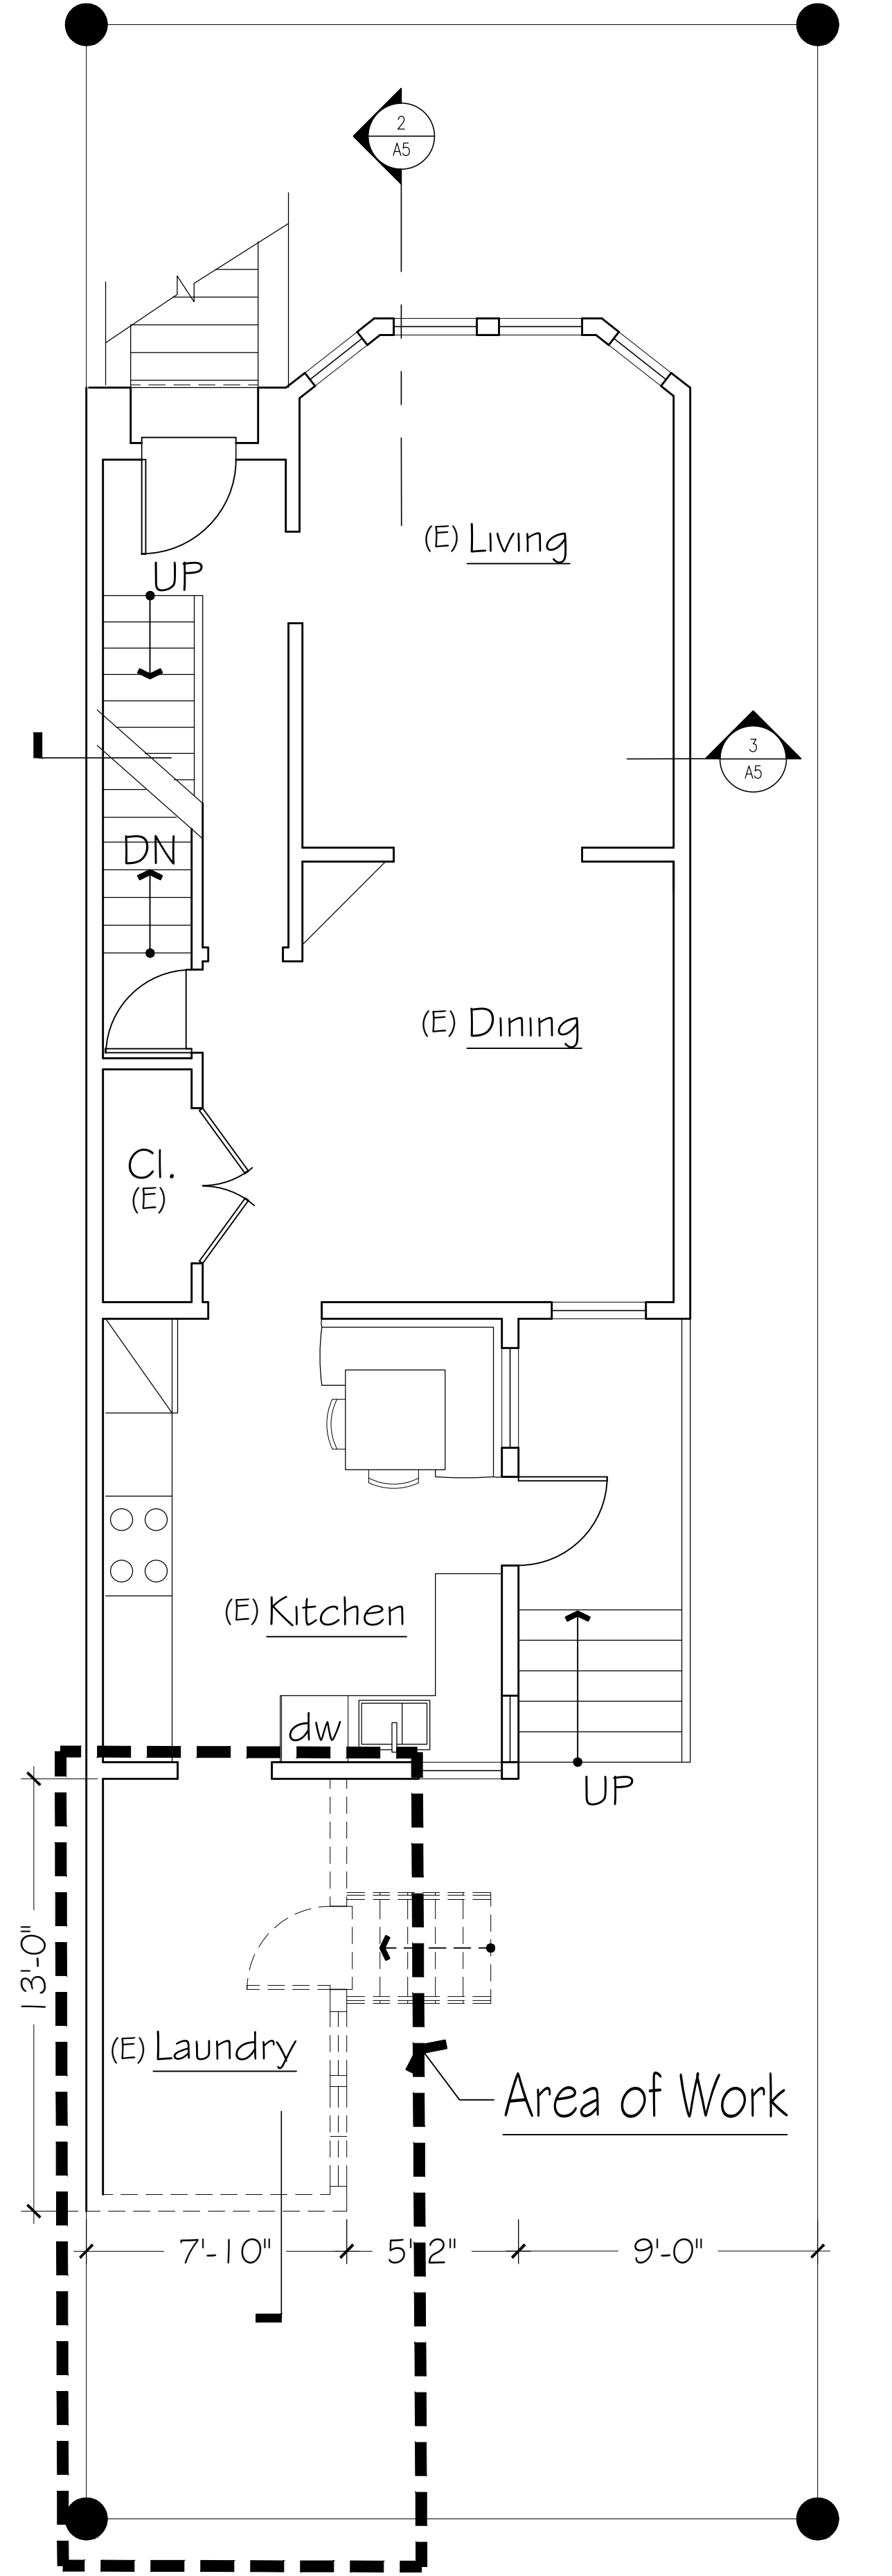 2
A5
(E) Living
UP
3
A5
DN
(E) Dining
Cl.
(E)
(E) Kitchen
dw
UP
13'-0"
(E) Laundry
Area of Work
7'-10"
5'-2"
9'-0"